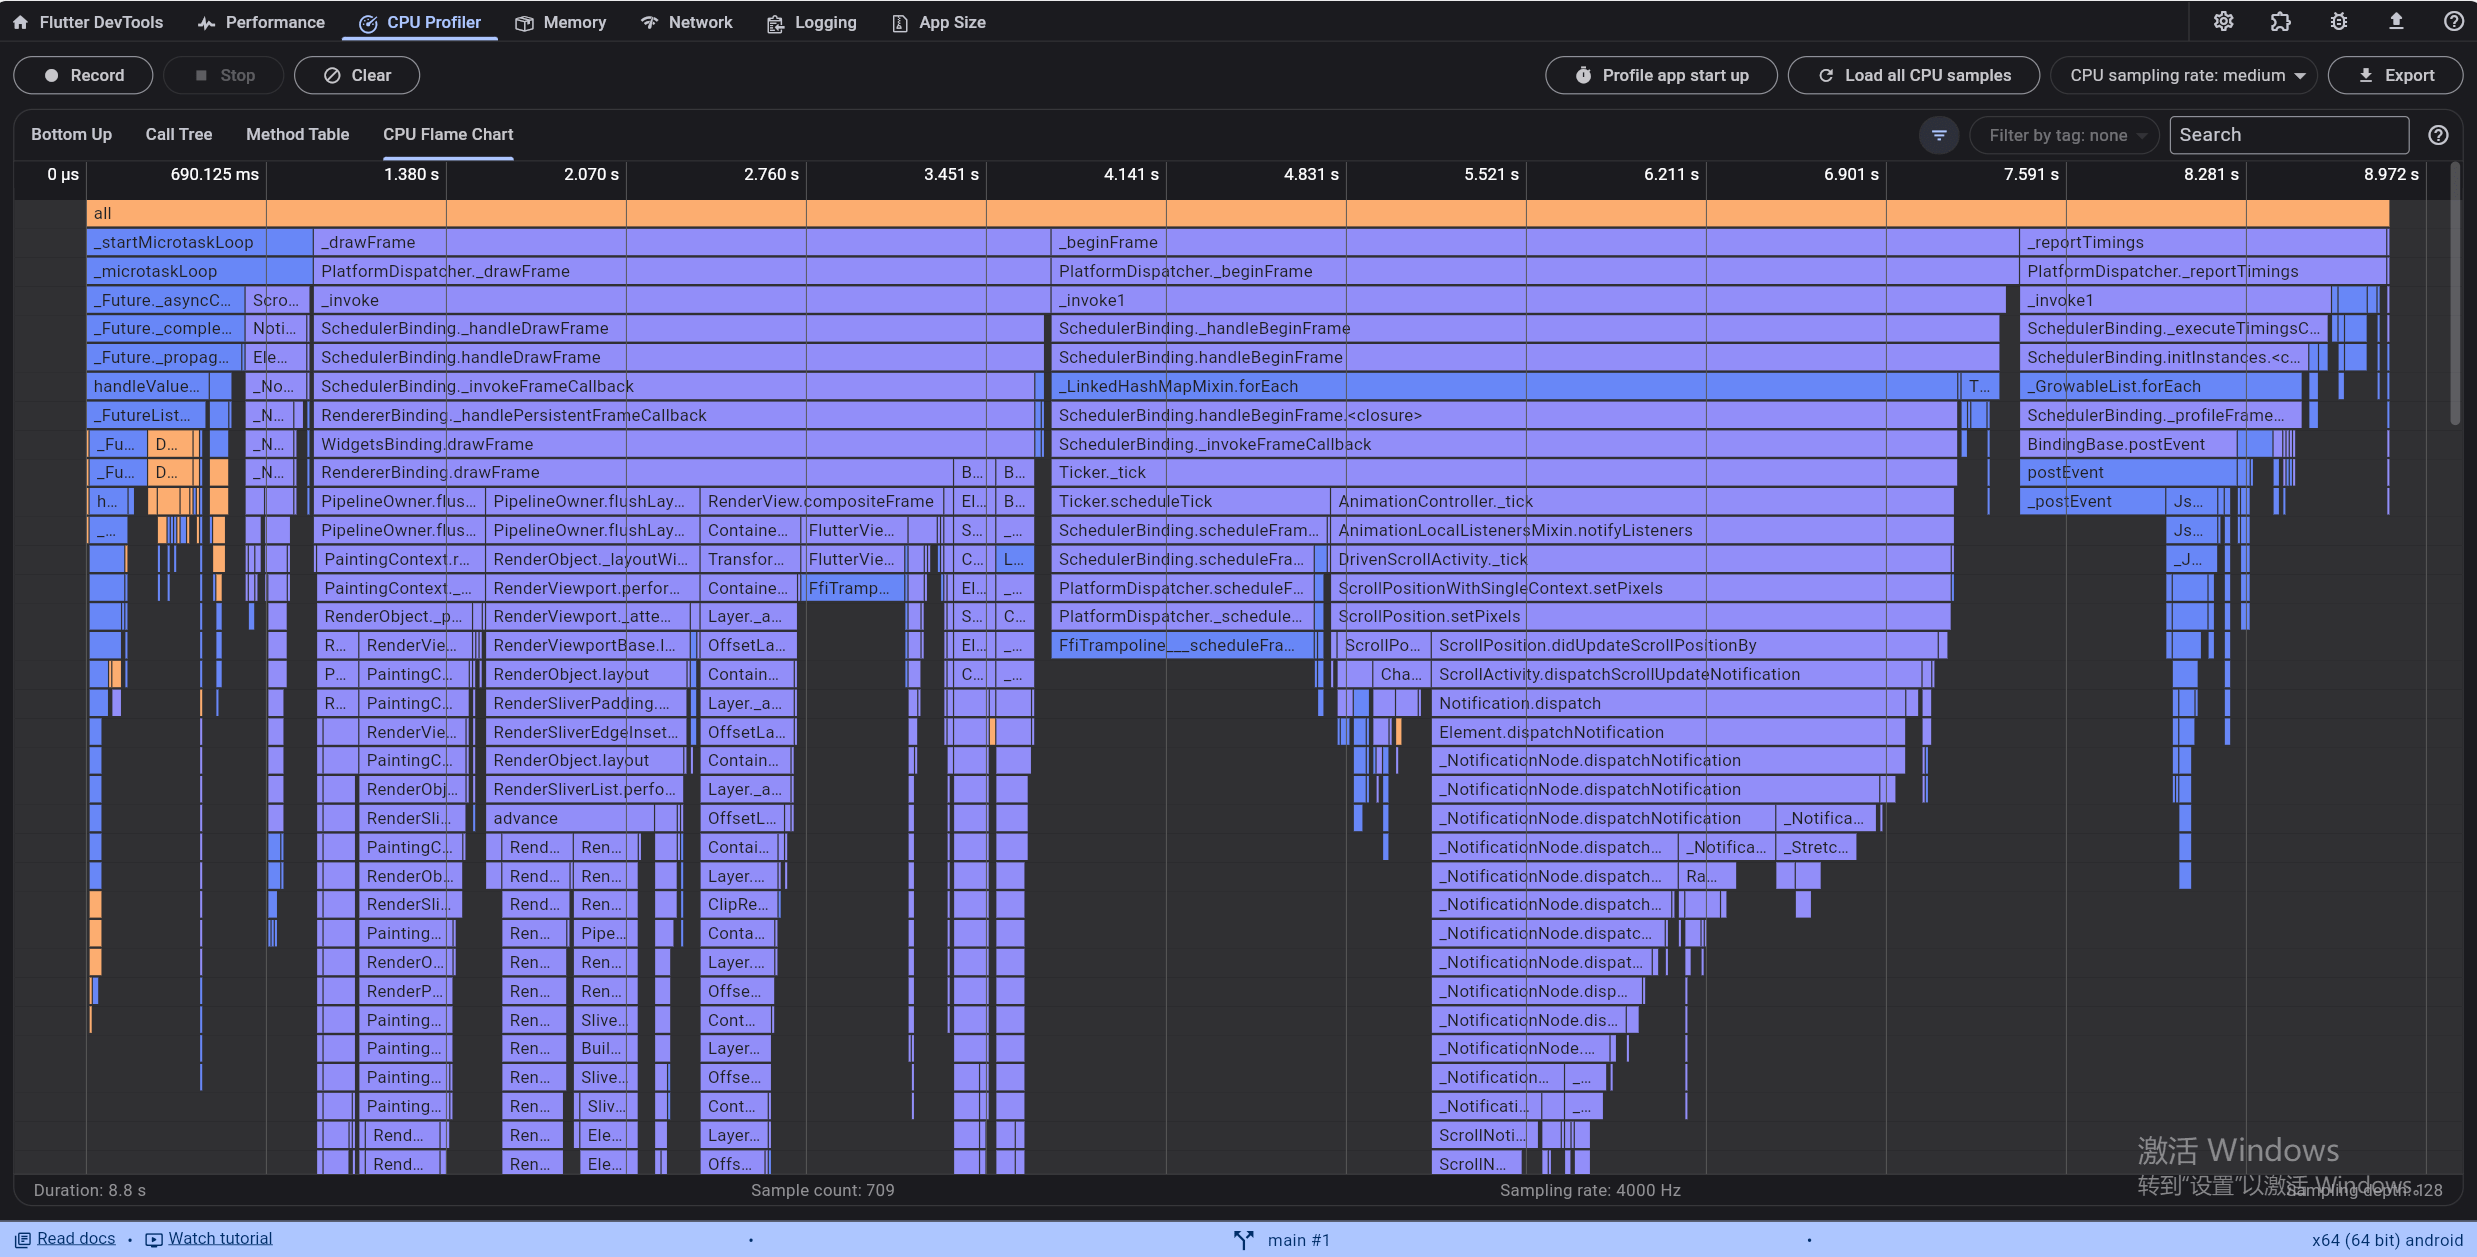 Flutter DevTools Performance CPU Profiler Memory Network Logging App Size
Record Stop Clear Profile app start up Load all CPU samples CPU sampling rate: medium Export
Bottom Up Call Tree Method Table CPU Flame Chart Filter by tag: none Search
0 µs 690.125 ms 1.380 s 2.070 s 2.760 s 3.451 s 4.141 s 4.831 s 5.521 s 6.211 s 6.901 s 7.591 s 8.281 s 8.972 s
all
_startMicrotaskLoop _drawFrame _beginFrame _reportTimings
_microtaskLoop PlatformDispatcher._drawFrame PlatformDispatcher._beginFrame PlatformDispatcher._reportTimings
_Future._asyncC... Scro... _invoke _invoke1 _invoke1
_Future._comple... Noti... SchedulerBinding._handleDrawFrame SchedulerBinding._handleBeginFrame SchedulerBinding._executeTimingsC...
_Future._propag... Ele... SchedulerBinding.handleDrawFrame SchedulerBinding.handleBeginFrame SchedulerBinding.initInstances.<c...
handleValue... _No... SchedulerBinding._invokeFrameCallback _LinkedHashMapMixin.forEach T... _GrowableList.forEach
_FutureList... _N... RendererBinding._handlePersistentFrameCallback SchedulerBinding.handleBeginFrame.<closure> SchedulerBinding._profileFrame...
_Fu... D... _N... WidgetsBinding.drawFrame SchedulerBinding._invokeFrameCallback BindingBase.postEvent
_Fu... D... _N... RendererBinding.drawFrame B... B... Ticker._tick postEvent
h... PipelineOwner.flus... PipelineOwner.flushLay... RenderView.compositeFrame El... B... Ticker.scheduleTick AnimationController._tick _postEvent Js...
_... PipelineOwner.flus... PipelineOwner.flushLay... Containe... FlutterVie... S... _... SchedulerBinding.scheduleFram... AnimationLocalListenersMixin.notifyListeners Js...
PaintingContext.r... RenderObject._layoutWi... Transfor... FlutterVie... C... L... SchedulerBinding.scheduleFra... DrivenScrollActivity._tick _J...
PaintingContext._... RenderViewport.perfor... Containe... FfiTramp... El... _... PlatformDispatcher.scheduleF... ScrollPositionWithSingleContext.setPixels
RenderObject._p... RenderViewport._atte... Layer._a... S... C... PlatformDispatcher._schedule... ScrollPosition.setPixels
R... RenderVie... RenderViewportBase.l... OffsetLa... El... _... FfiTrampoline___scheduleFra... ScrollPo... ScrollPosition.didUpdateScrollPositionBy
P... PaintingC... RenderObject.layout Contain... C... _... Cha... ScrollActivity.dispatchScrollUpdateNotification
R... PaintingC... RenderSliverPadding.... Layer._a... Notification.dispatch
RenderVie... RenderSliverEdgeInset... OffsetLa... Element.dispatchNotification
PaintingC... RenderObject.layout Contain... _NotificationNode.dispatchNotification
RenderObj... RenderSliverList.perfo... Layer._a... _NotificationNode.dispatchNotification
RenderSli... advance OffsetL... _NotificationNode.dispatchNotification _Notifica...
PaintingC... Rend... Ren... Contai... _NotificationNode.dispatch... _Notifica... _Stretc...
RenderOb... Rend... Ren... Layer.... _NotificationNode.dispatch... Ra...
RenderSli... Rend... Ren... ClipRe... _NotificationNode.dispatch...
Painting... Ren... Pipe... Conta... _NotificationNode.dispatc...
RenderO... Ren... Ren... Layer.... _NotificationNode.dispat...
RenderP... Ren... Ren... Offse... _NotificationNode.disp...
Painting... Ren... Slive... Cont... _NotificationNode.dis...
Painting... Ren... Buil... Layer... _NotificationNode....
Painting... Ren... Slive... Offse... _Notification... _...
Painting... Ren... Sliv... Cont... _Notificati... _...
Rend... Ren... Ele... Layer... ScrollNoti...
Rend... Ren... Ele... Offs... ScrollN...
激活 Windows
转到“设置”以激活 Windows。
Duration: 8.8 s Sample count: 709 Sampling rate: 4000 Hz Sampling depth: 128
Read docs • Watch tutorial • main #1 • x64 (64 bit) android